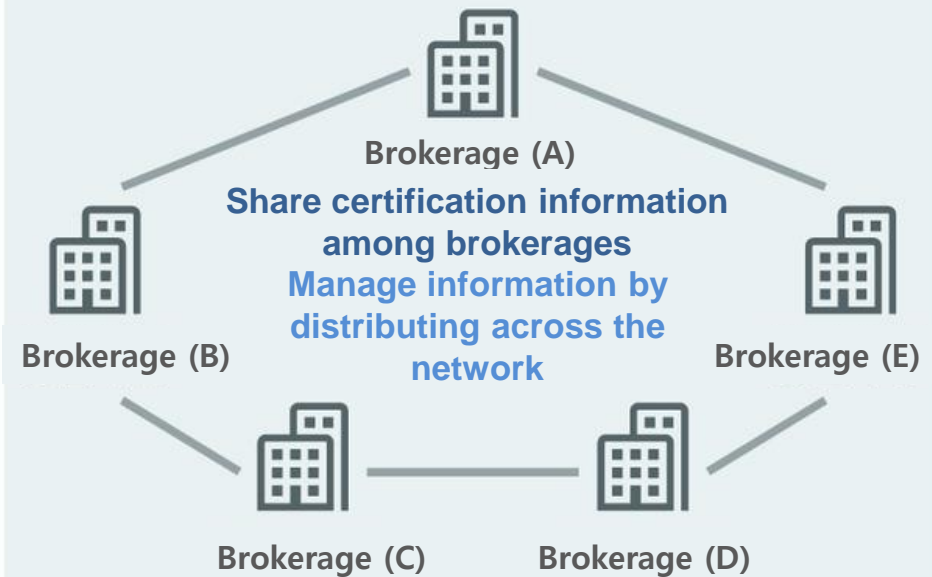 Brokerage (A)
Share certification information
among brokerages
Manage information by
distributing across the
network
Brokerage (B)
Brokerage (E)
Brokerage (C)
Brokerage (D)